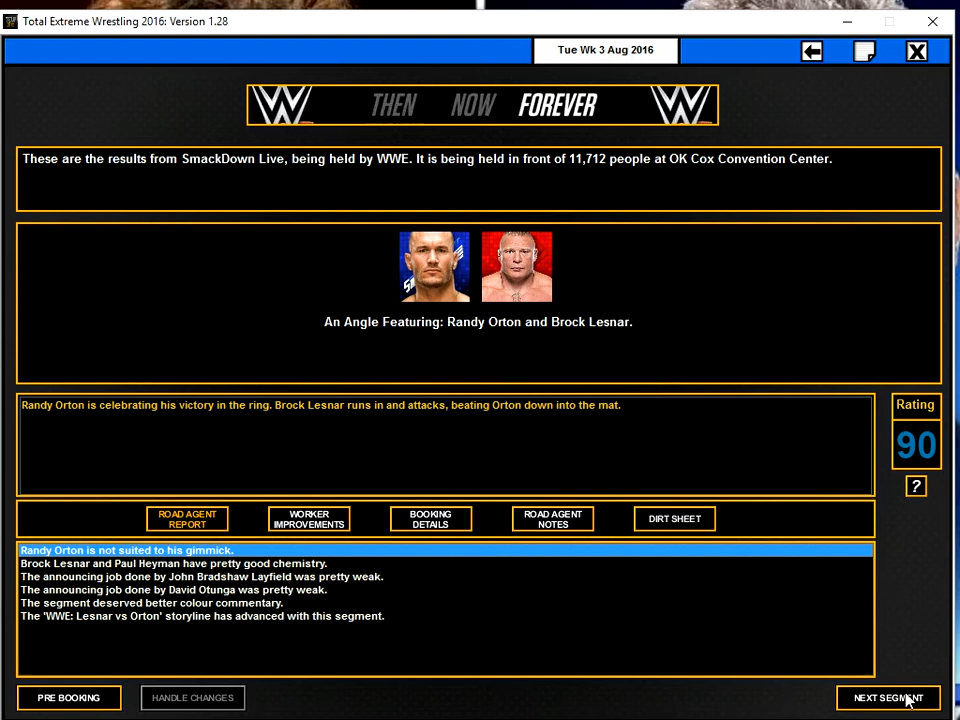 Total Extreme Wrestling 2016: Version 1.28
Tue Wk 3 Aug 2016
THEN NOW FOREVER
These are the results from SmackDown Live, being held by WWE. It is being held in front of 11,712 people at OK Cox Convention Center.
An Angle Featuring: Randy Orton and Brock Lesnar.
Randy Orton is celebrating his victory in the ring. Brock Lesnar runs in and attacks, beating Orton down into the mat.
Rating
90
?
ROAD AGENT
REPORT
WORKER
IMPROVEMENTS
BOOKING
DETAILS
ROAD AGENT
NOTES
DIRT SHEET
Randy Orton is not suited to his gimmick.
Brock Lesnar and Paul Heyman have pretty good chemistry.
The announcing job done by John Bradshaw Layfield was pretty weak.
The announcing job done by David Otunga was pretty weak.
The segment deserved better colour commentary.
The 'WWE: Lesnar vs Orton' storyline has advanced with this segment.
PRE BOOKING
HANDLE CHANGES
NEXT SEGMENT